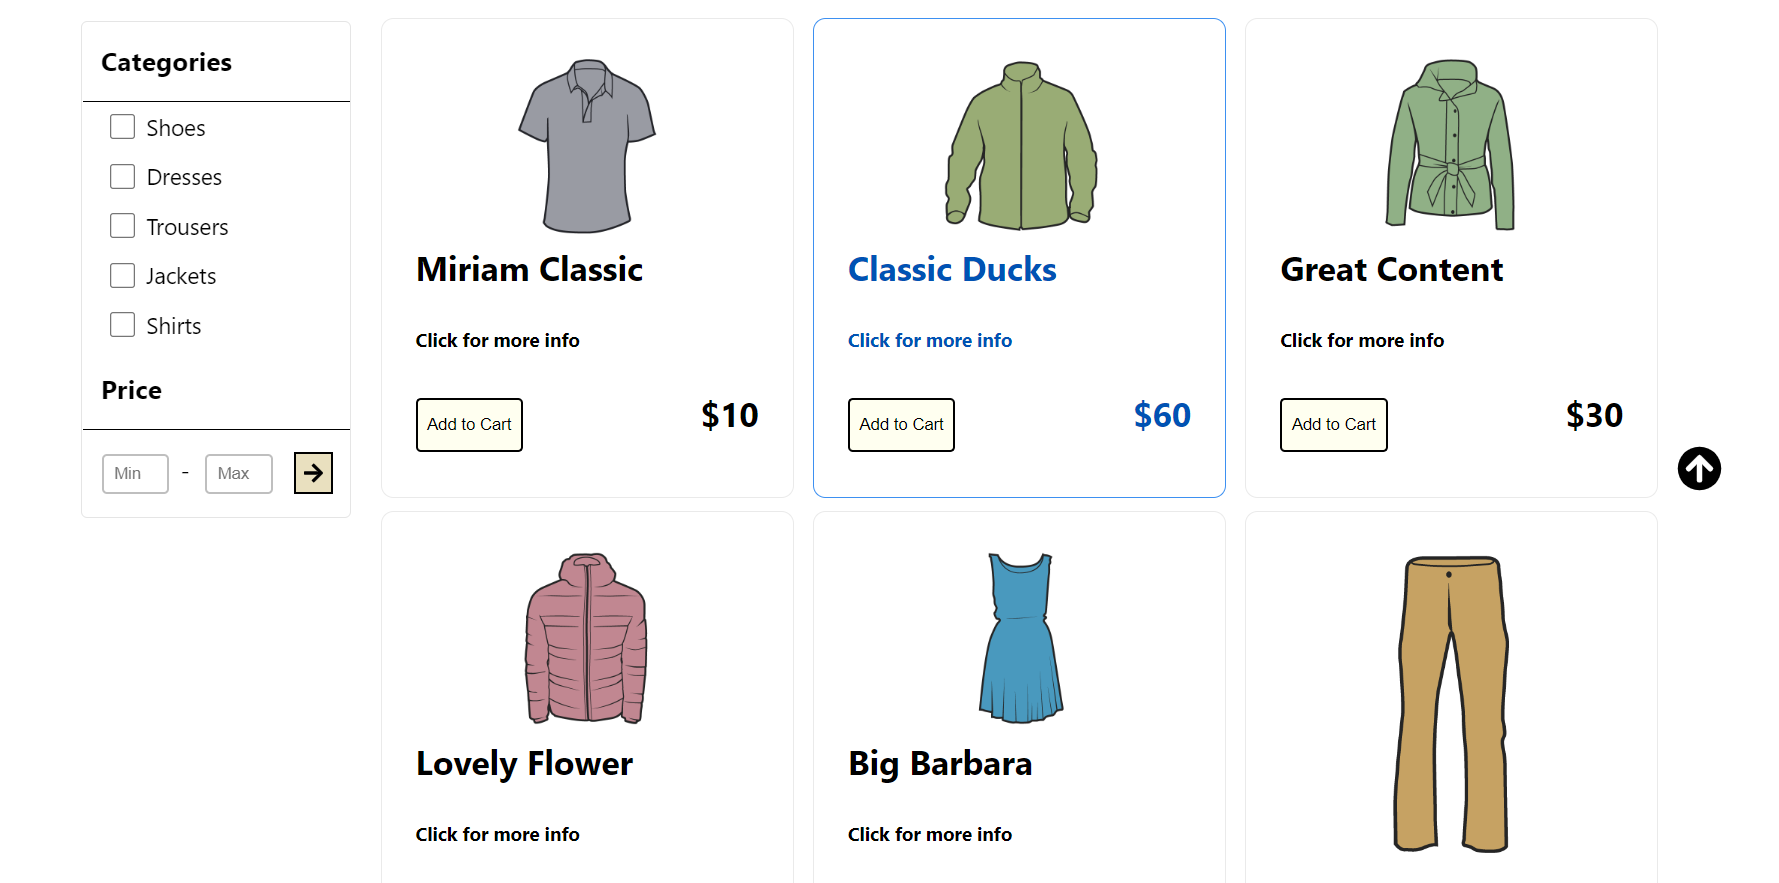 Categories
Shoes
Dresses
Trousers
Jackets
Shirts
Price
Min - Max
Miriam Classic
Click for more info
Add to Cart $10
Classic Ducks
Click for more info
Add to Cart $60
Great Content
Click for more info
Add to Cart $30
Lovely Flower
Click for more info
Big Barbara
Click for more info